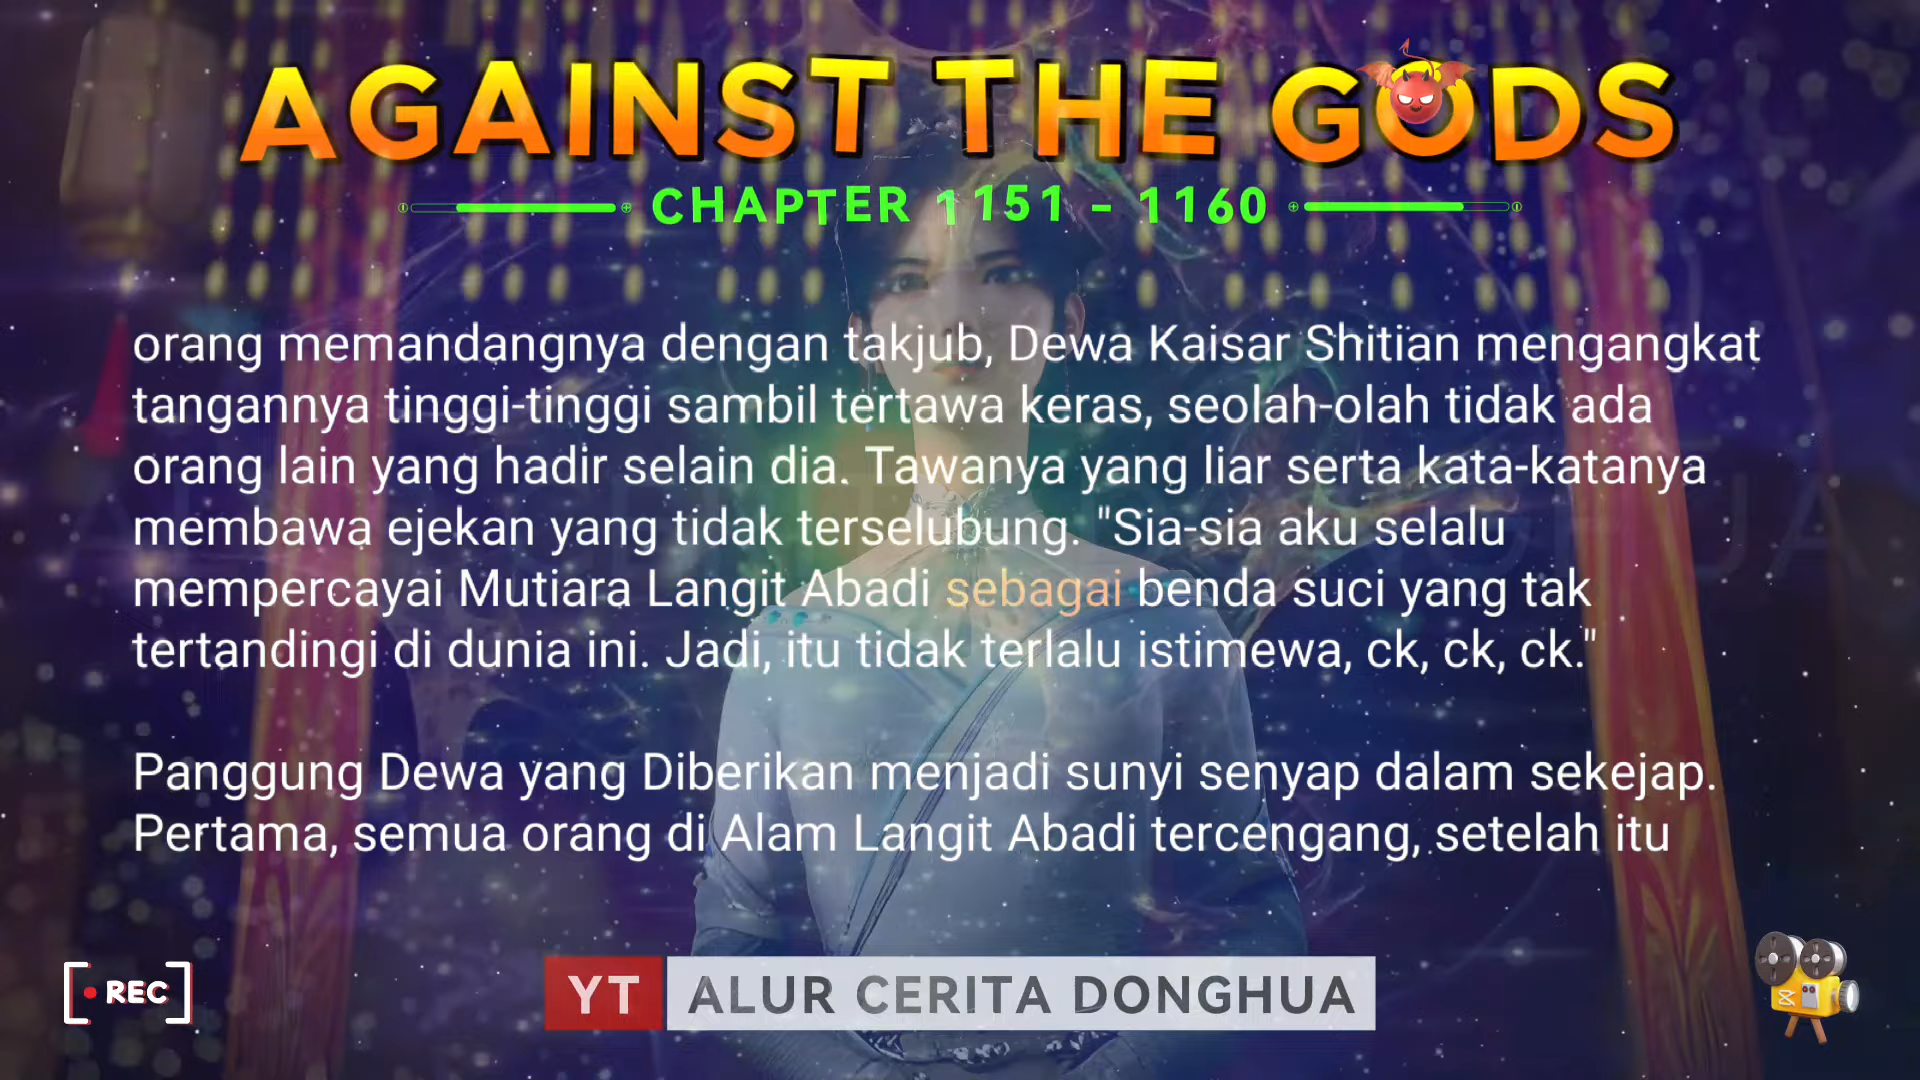 AGAINST THE GODS
CHAPTER 1151 - 1160
orang memandangnya dengan takjub, Dewa Kaisar Shitian mengangkat
tangannya tinggi-tinggi sambil tertawa keras, seolah-olah tidak ada
orang lain yang hadir selain dia. Tawanya yang liar serta kata-katanya
membawa ejekan yang tidak terselubung. "Sia-sia aku selalu
mempercayai Mutiara Langit Abadi sebagai benda suci yang tak
tertandingi di dunia ini. Jadi, itu tidak terlalu istimewa, ck, ck, ck."
Panggung Dewa yang Diberikan menjadi sunyi senyap dalam sekejap.
Pertama, semua orang di Alam Langit Abadi tercengang, setelah itu
REC
YT ALUR CERITA DONGHUA